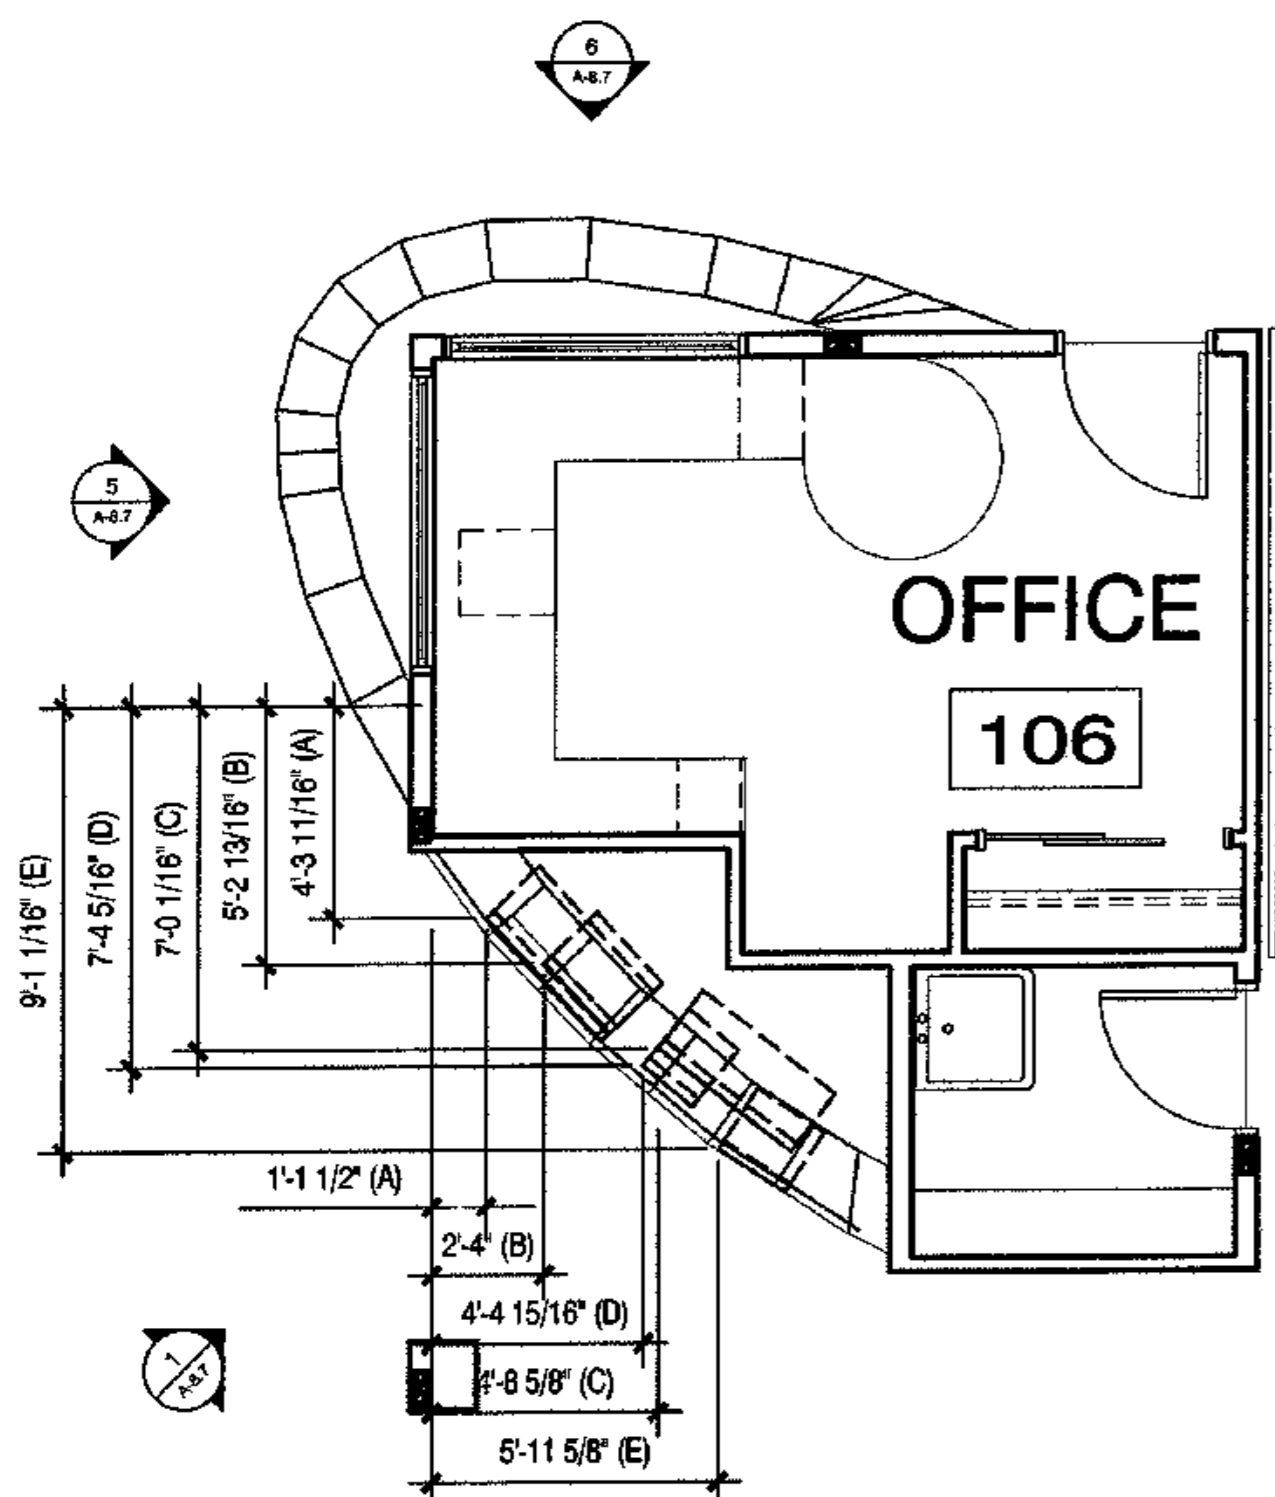 6
A-8.7
5
A-8.7
OFFICE
106
9'-1 1/16" (E)
7'-4 5/16" (D)
7'-0 1/16" (C)
5'-2 13/16" (B)
4'-3 11/16" (A)
1'-1 1/2" (A)
2'-4" (B)
4'-4 15/16" (D)
4'-8 5/8" (C)
5'-11 5/8" (E)
1
A-8.7